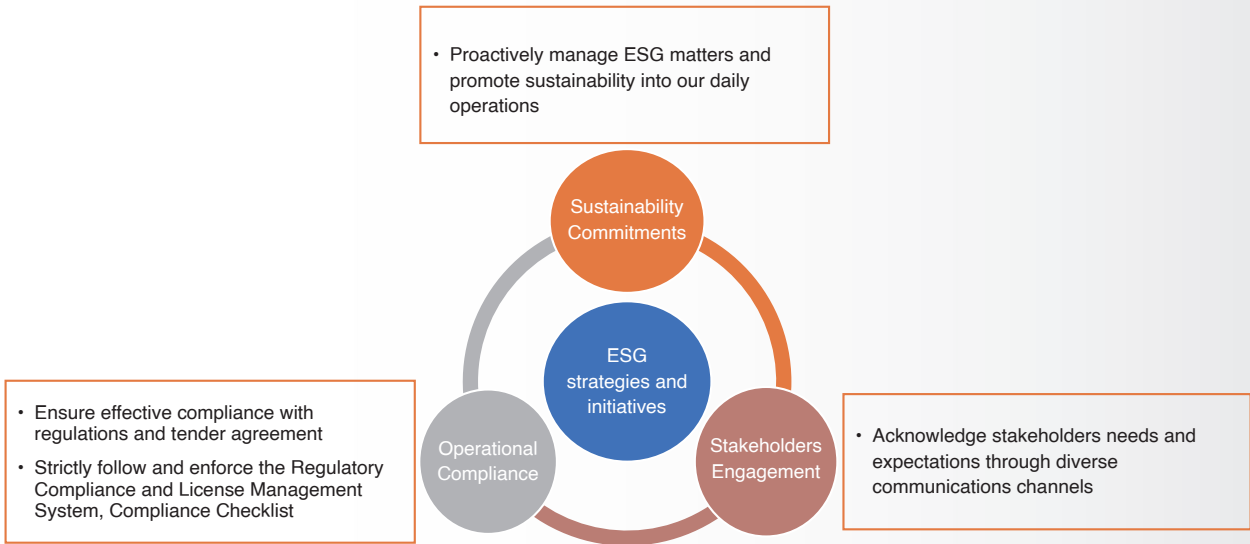 • Proactively manage ESG matters and
promote sustainability into our daily
operations
Sustainability
Commitments
ESG
strategies and
initiatives
• Ensure effective compliance with
regulations and tender agreement
• Strictly follow and enforce the Regulatory
Compliance and License Management
System, Compliance Checklist
Operational
Compliance
Stakeholders
Engagement
• Acknowledge stakeholders needs and
expectations through diverse
communications channels